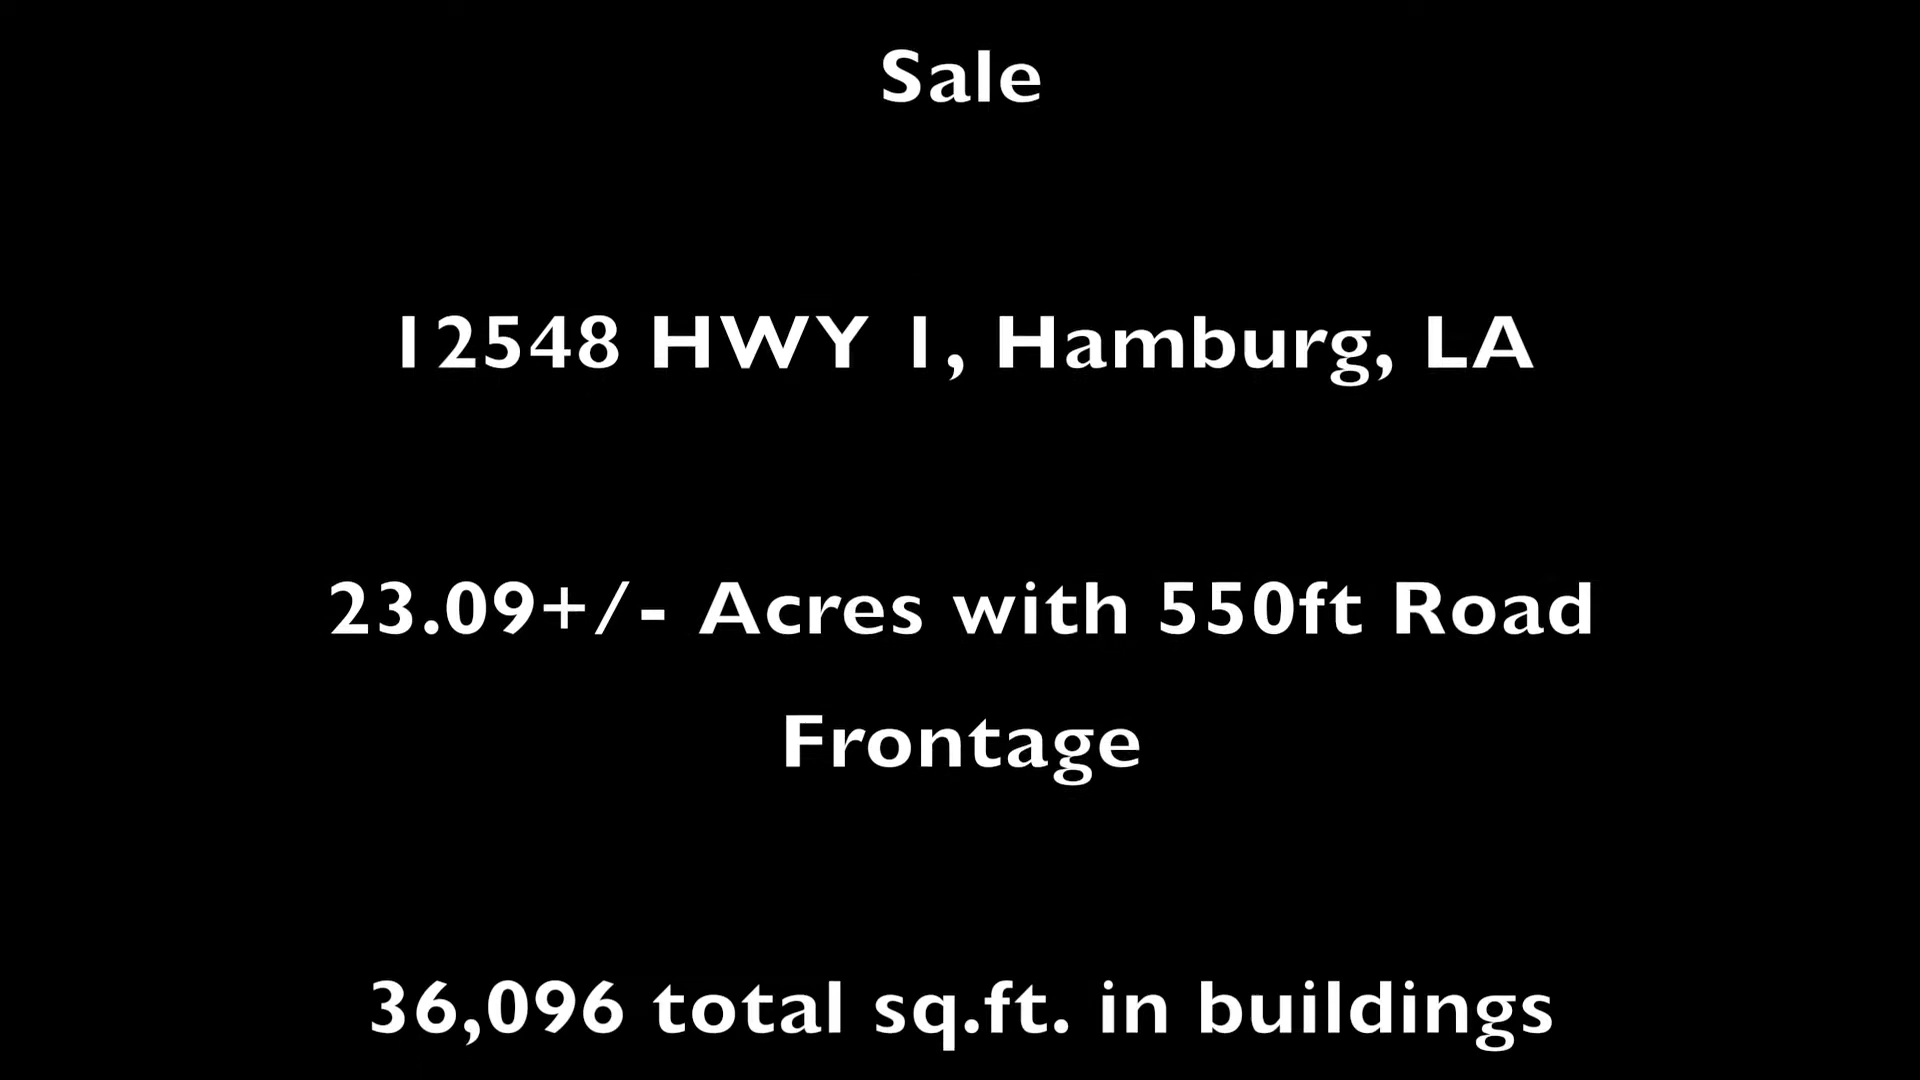 Sale
12548 HWY 1, Hamburg, LA
23.09+/- Acres with 550ft Road
Frontage
36,096 total sq.ft. in buildings